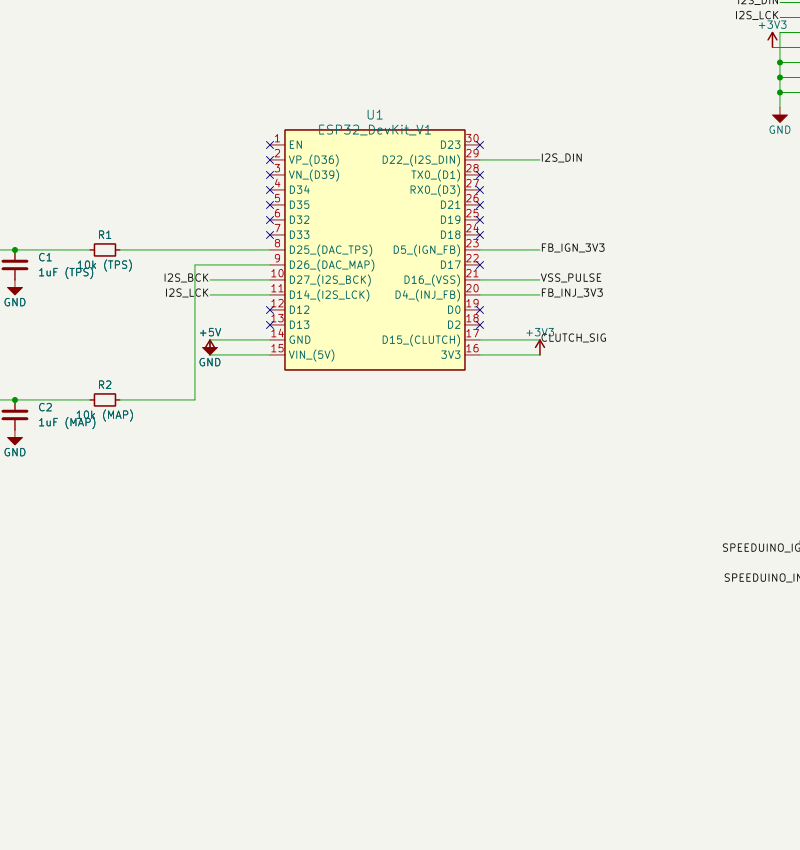 I2S_DIN
I2S_LCK
+3V3
GND
U1
ESP32_DevKit_V1
1 EN D23 30
2 VP_(D36) D22_(I2S_DIN) 29 I2S_DIN
3 VN_(D39) TX0_(D1) 28
4 D34 RX0_(D3) 27
5 D35 D21 26
6 D32 D19 25
7 D33 D18 24
8 D25_(DAC_TPS) D5_(IGN_FB) 23 FB_IGN_3V3
9 D26_(DAC_MAP) D17 22
I2S_BCK 10 D27_(I2S_BCK) D16_(VSS) 21 VSS_PULSE
I2S_LCK 11 D14_(I2S_LCK) D4_(INJ_FB) 20 FB_INJ_3V3
12 D12 D0 19
13 D13 D2 18
+5V 14 GND D15_(CLUTCH) 17 +3V3 CLUTCH_SIG
GND 15 VIN_(5V) 3V3 16
R1
10k (TPS)
C1
1uF (TPS)
GND
R2
10k (MAP)
C2
1uF (MAP)
GND
SPEEDUINO_IG
SPEEDUINO_IN